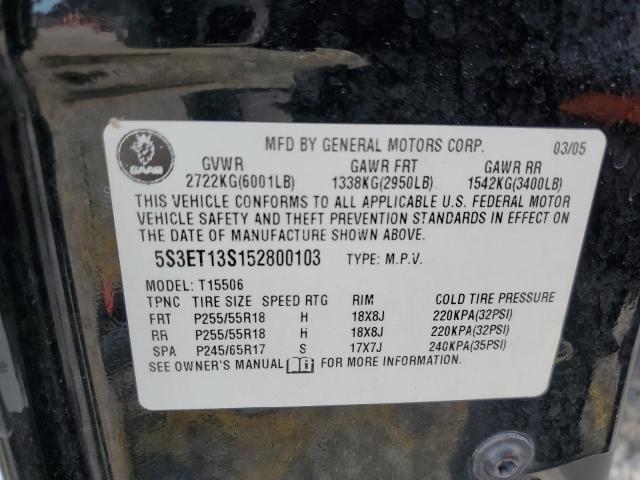 MFD BY GENERAL MOTORS CORP. 03/05
SAAB
GVWR GAWR FRT GAWR RR
2722KG(6001LB) 1338KG(2950LB) 1542KG(3400LB)
THIS VEHICLE CONFORMS TO ALL APPLICABLE U.S. FEDERAL MOTOR
VEHICLE SAFETY AND THEFT PREVENTION STANDARDS IN EFFECT ON
THE DATE OF MANUFACTURE SHOWN ABOVE.
5S3ET13S152800103 TYPE: M.P.V.
MODEL: T15506
TPNC TIRE SIZE SPEED RTG RIM COLD TIRE PRESSURE
FRT P255/55R18 H 18X8J 220KPA(32PSI)
RR P255/55R18 H 18X8J 220KPA(32PSI)
SPA P245/65R17 S 17X7J 240KPA(35PSI)
SEE OWNER'S MANUAL FOR MORE INFORMATION.